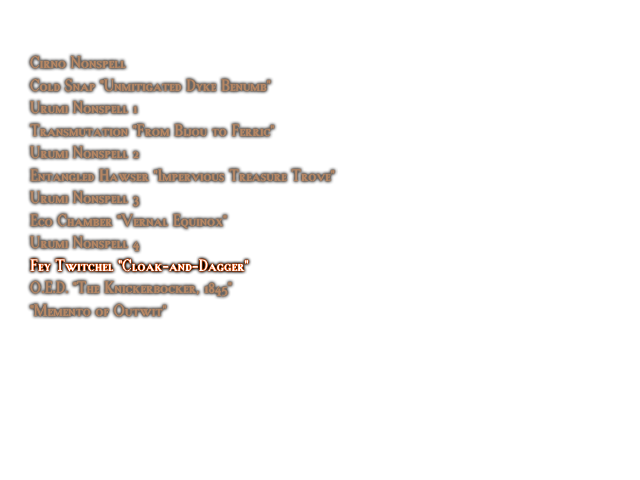 Cirno Nonspell
Cold Snap "Unmitigated Dyke Benumb"
Urumi Nonspell 1
Transmutation "From Bijou to Ferric"
Urumi Nonspell 2
Entangled Hawser "Impervious Treasure Trove"
Urumi Nonspell 3
Eco Chamber "Vernal Equinox"
Urumi Nonspell 4
Fey Twitchel "Cloak-and-Dagger"
O.E.D. "The Knickerbocker, 1845"
"Memento of Outwit"